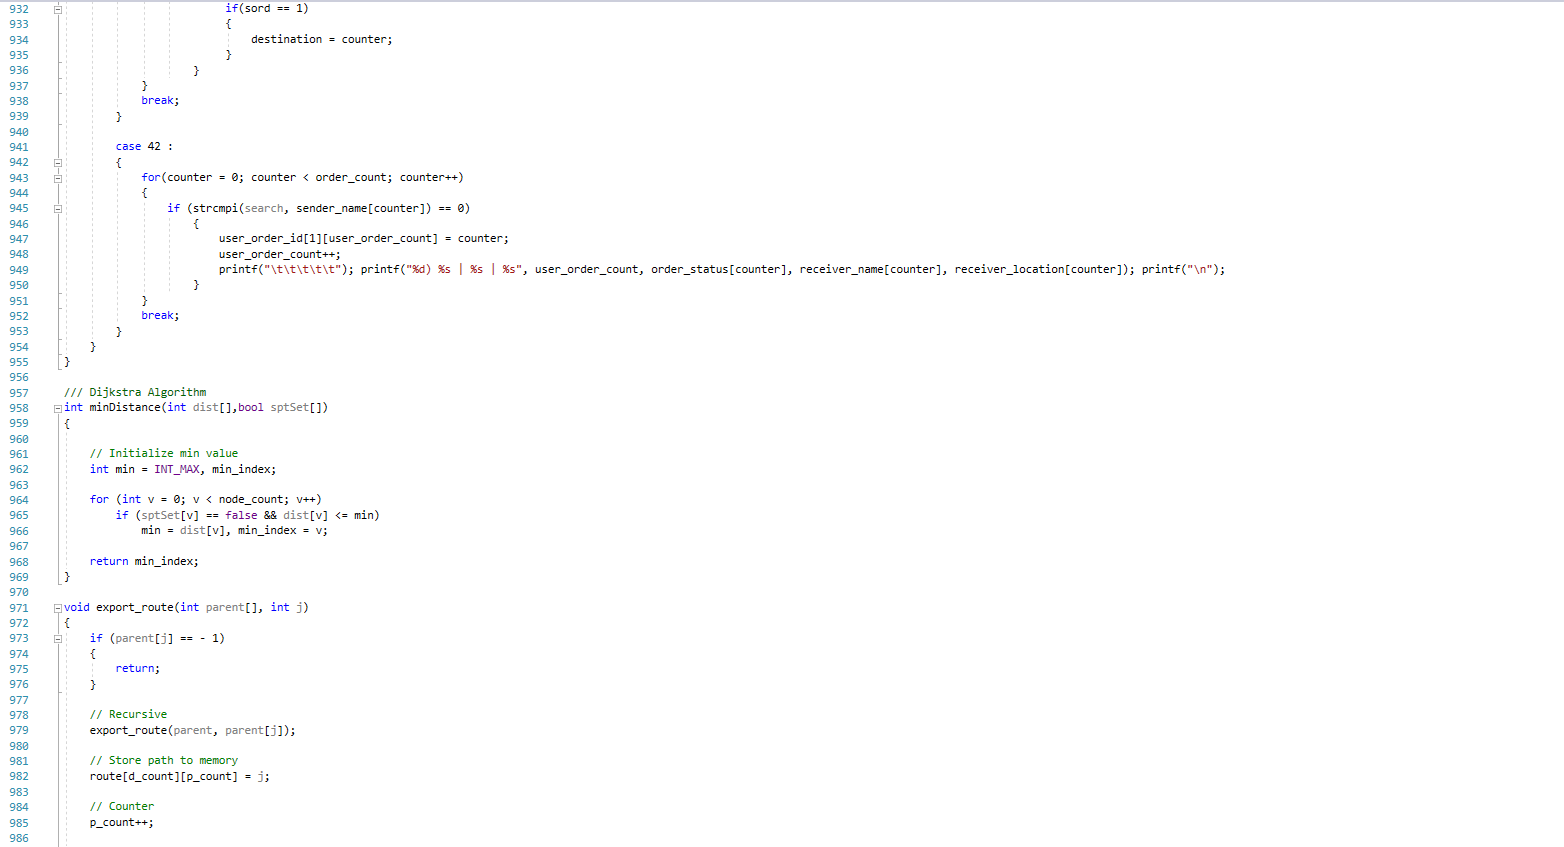 932 if(sord == 1)
933 {
934 destination = counter;
935 }
936 }
937 }
938 break;
939 }
940
941 case 42 :
942 {
943 for(counter = 0; counter < order_count; counter++)
944 {
945 if (strcmpi(search, sender_name[counter]) == 0)
946 {
947 user_order_id[1][user_order_count] = counter;
948 user_order_count++;
949 printf("\t\t\t\t\t"); printf("%d) %s | %s | %s", user_order_count, order_status[counter], receiver_name[counter], receiver_location[counter]); printf("\n");
950 }
951 }
952 break;
953 }
954 }
955 }
956
957 /// Dijkstra Algorithm
958 int minDistance(int dist[],bool sptSet[])
959 {
960
961 // Initialize min value
962 int min = INT_MAX, min_index;
963
964 for (int v = 0; v < node_count; v++)
965 if (sptSet[v] == false && dist[v] <= min)
966 min = dist[v], min_index = v;
967
968 return min_index;
969 }
970
971 void export_route(int parent[], int j)
972 {
973 if (parent[j] == - 1)
974 {
975 return;
976 }
977
978 // Recursive
979 export_route(parent, parent[j]);
980
981 // Store path to memory
982 route[d_count][p_count] = j;
983
984 // Counter
985 p_count++;
986